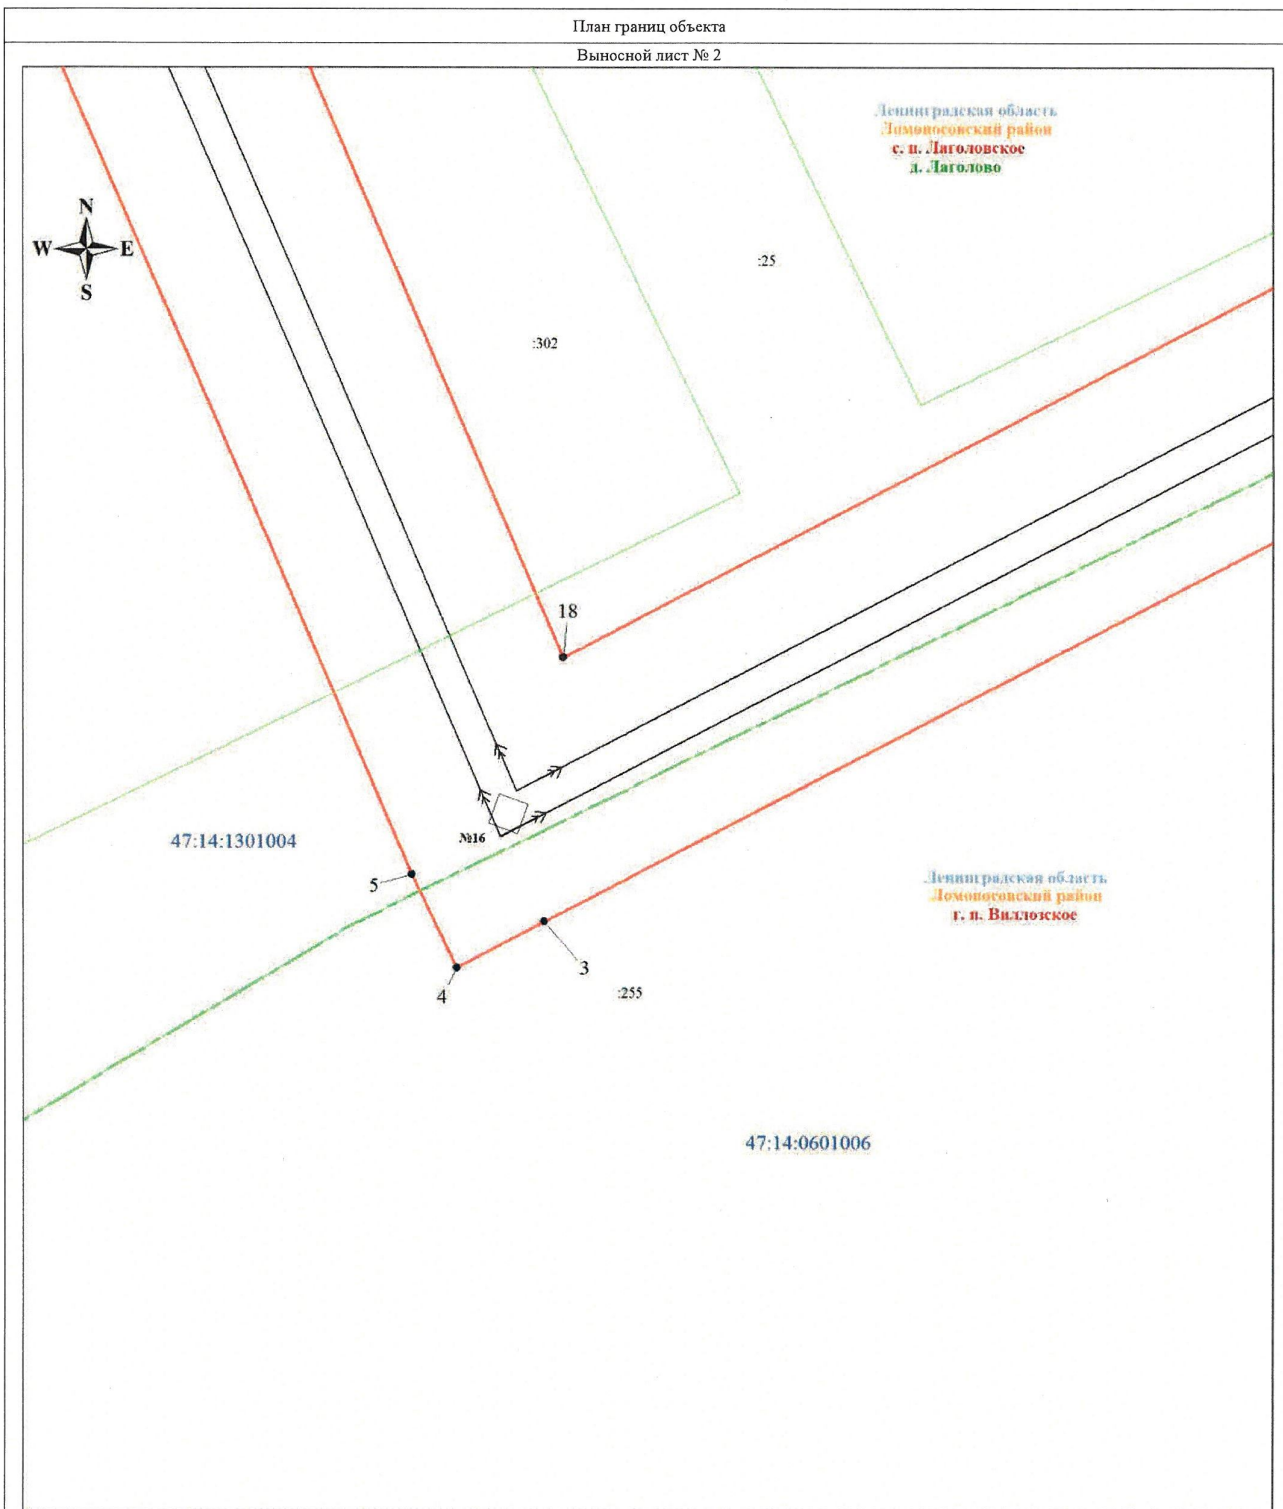 План границ объекта
Выносной лист № 2
Ленинградская область
Ломоносовский район
с. п. Лаголовское
д. Лаголово
N
W E
S
:25
:302
18
№16
47:14:1301004
5
Ленинградская область
Ломоносовский район
г. п. Виллозское
3
4
:255
47:14:0601006